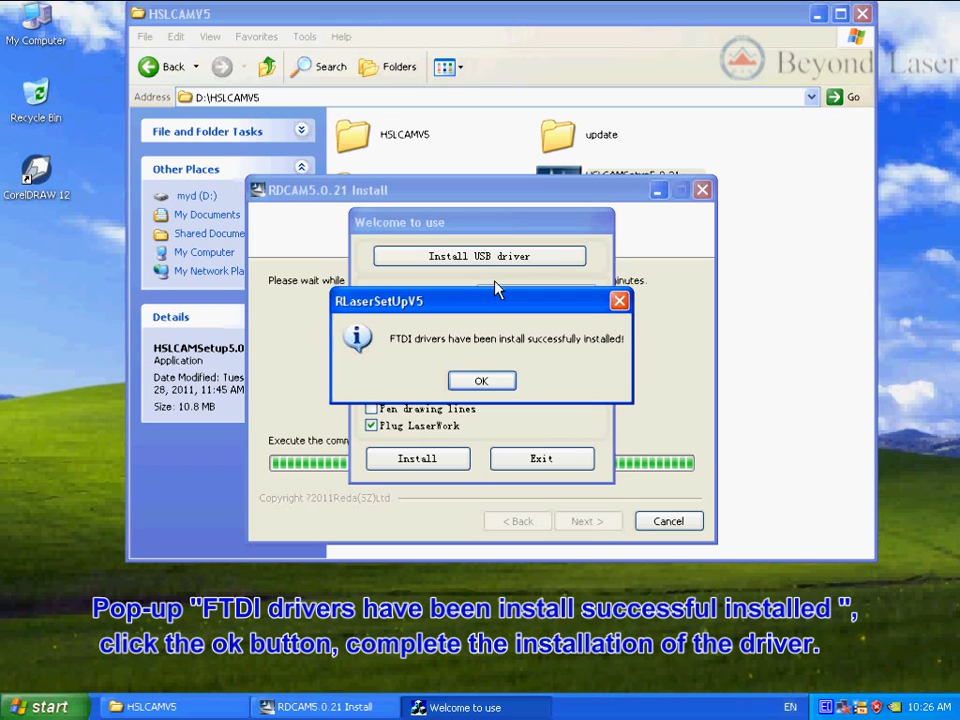 My Computer
Recycle Bin
CorelDRAW 12
HSLCAMV5
File Edit View Favorites Tools Help
Back Search Folders
Beyond Laser
Address D:\HSLCAMV5 Go
File and Folder Tasks
Other Places
myd (D:)
My Documents
Shared Docume
My Computer
My Network Pla
Details
HSLCAMSetup5.0
Application
Date Modified: Tues
28, 2011, 11:45 AM
Size: 10.8 MB
HSLCAMV5
update
RDCAM5.0.21 Install
Welcome to use
Install USB driver
Please wait while
inutes.
RLaserSetUpV5
FTDI drivers have been install successfully installed!
OK
Pen drawing lines
Plug LaserWork
Execute the comm
Install Exit
Copyright ?2011Reda(SZ)Ltd.
< Back Next > Cancel
Pop-up "FTDI drivers have been install successful installed ",
click the ok button, complete the installation of the driver.
start HSLCAMV5 RDCAM5.0.21 Install Welcome to use EN 10:26 AM